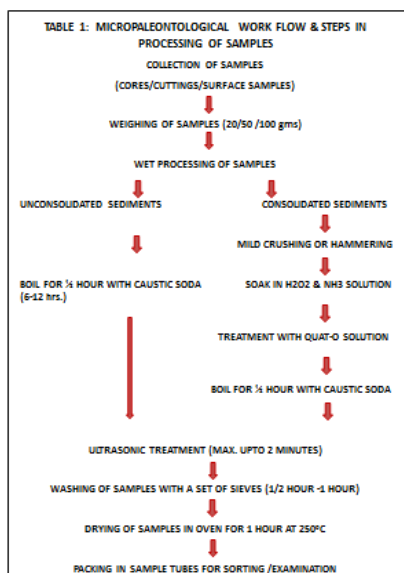 TABLE 1: MICROPALEONTOLOGICAL WORK FLOW & STEPS IN
PROCESSING OF SAMPLES
COLLECTION OF SAMPLES
(CORES/CUTTINGS/SURFACE SAMPLES)
WEIGHING OF SAMPLES (20/50 /100 gms)
WET PROCESSING OF SAMPLES
UNCONSOLIDATED SEDIMENTS
CONSOLIDATED SEDIMENTS
MILD CRUSHING OR HAMMERING
BOIL FOR ½ HOUR WITH CAUSTIC SODA
(6-12 hrs.)
SOAK IN H2O2 & NH3 SOLUTION
TREATMENT WITH QUAT-O SOLUTION
BOIL FOR ½ HOUR WITH CAUSTIC SODA
ULTRASONIC TREATMENT (MAX. UPTO 2 MINUTES)
WASHING OF SAMPLES WITH A SET OF SIEVES (1/2 HOUR -1 HOUR)
DRYING OF SAMPLES IN OVEN FOR 1 HOUR AT 250°C
PACKING IN SAMPLE TUBES FOR SORTING /EXAMINATION